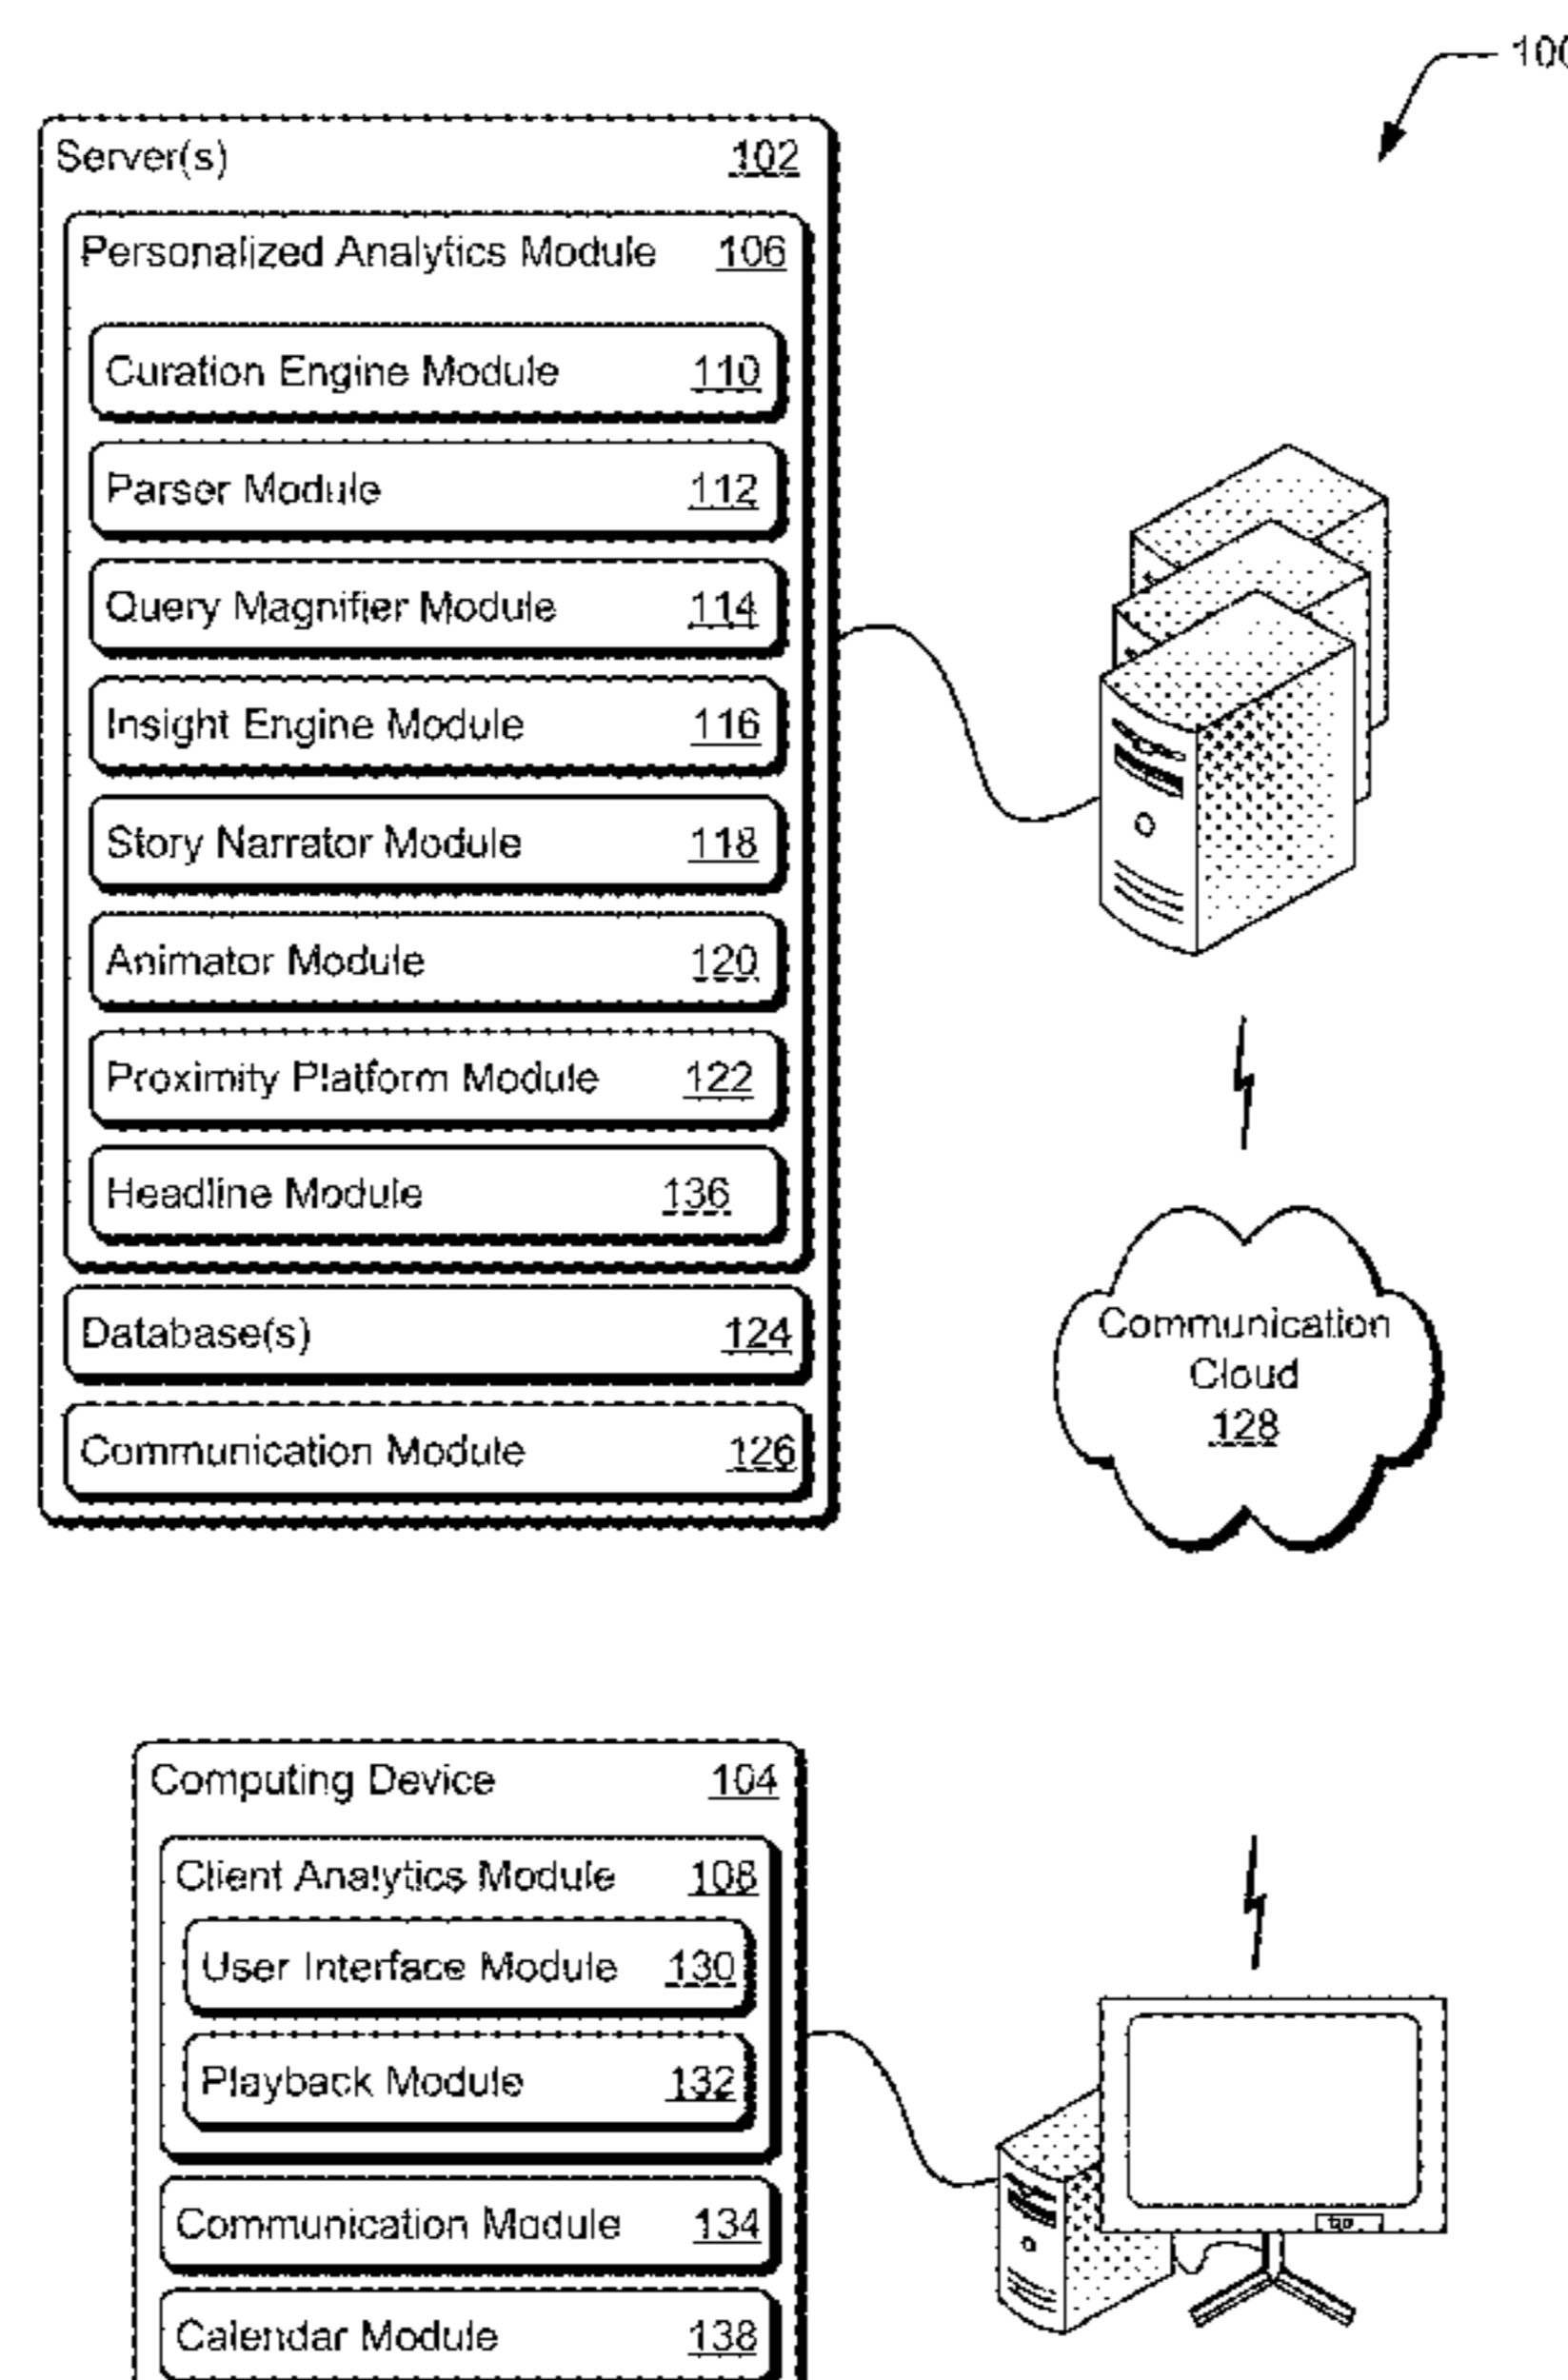 100
Server(s) 102
Personalized Analytics Module 106
Curation Engine Module 110
Parser Module 112
Query Magnifier Module 114
Insight Engine Module 116
Story Narrator Module 118
Animator Module 120
Proximity Platform Module 122
Headline Module 136
Database(s) 124
Communication Module 126
Communication
Cloud
128
Computing Device 104
Client Analytics Module 108
User Interface Module 130
Playback Module 132
Communication Module 134
Calendar Module 138